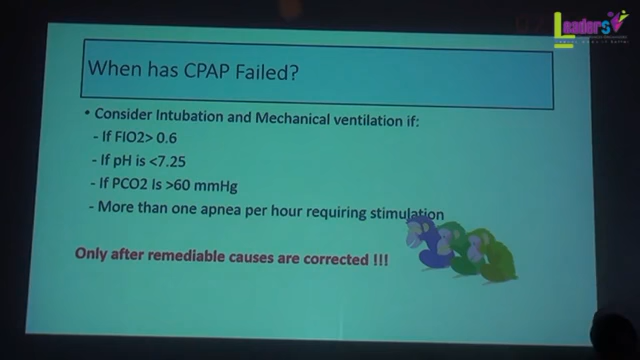 Leaders
When has CPAP Failed?
• Consider Intubation and Mechanical ventilation if:
- If FIO2> 0.6
- If pH is <7.25
- If PCO2 Is >60 mmHg
- More than one apnea per hour requiring stimulation
Only after remediable causes are corrected !!!